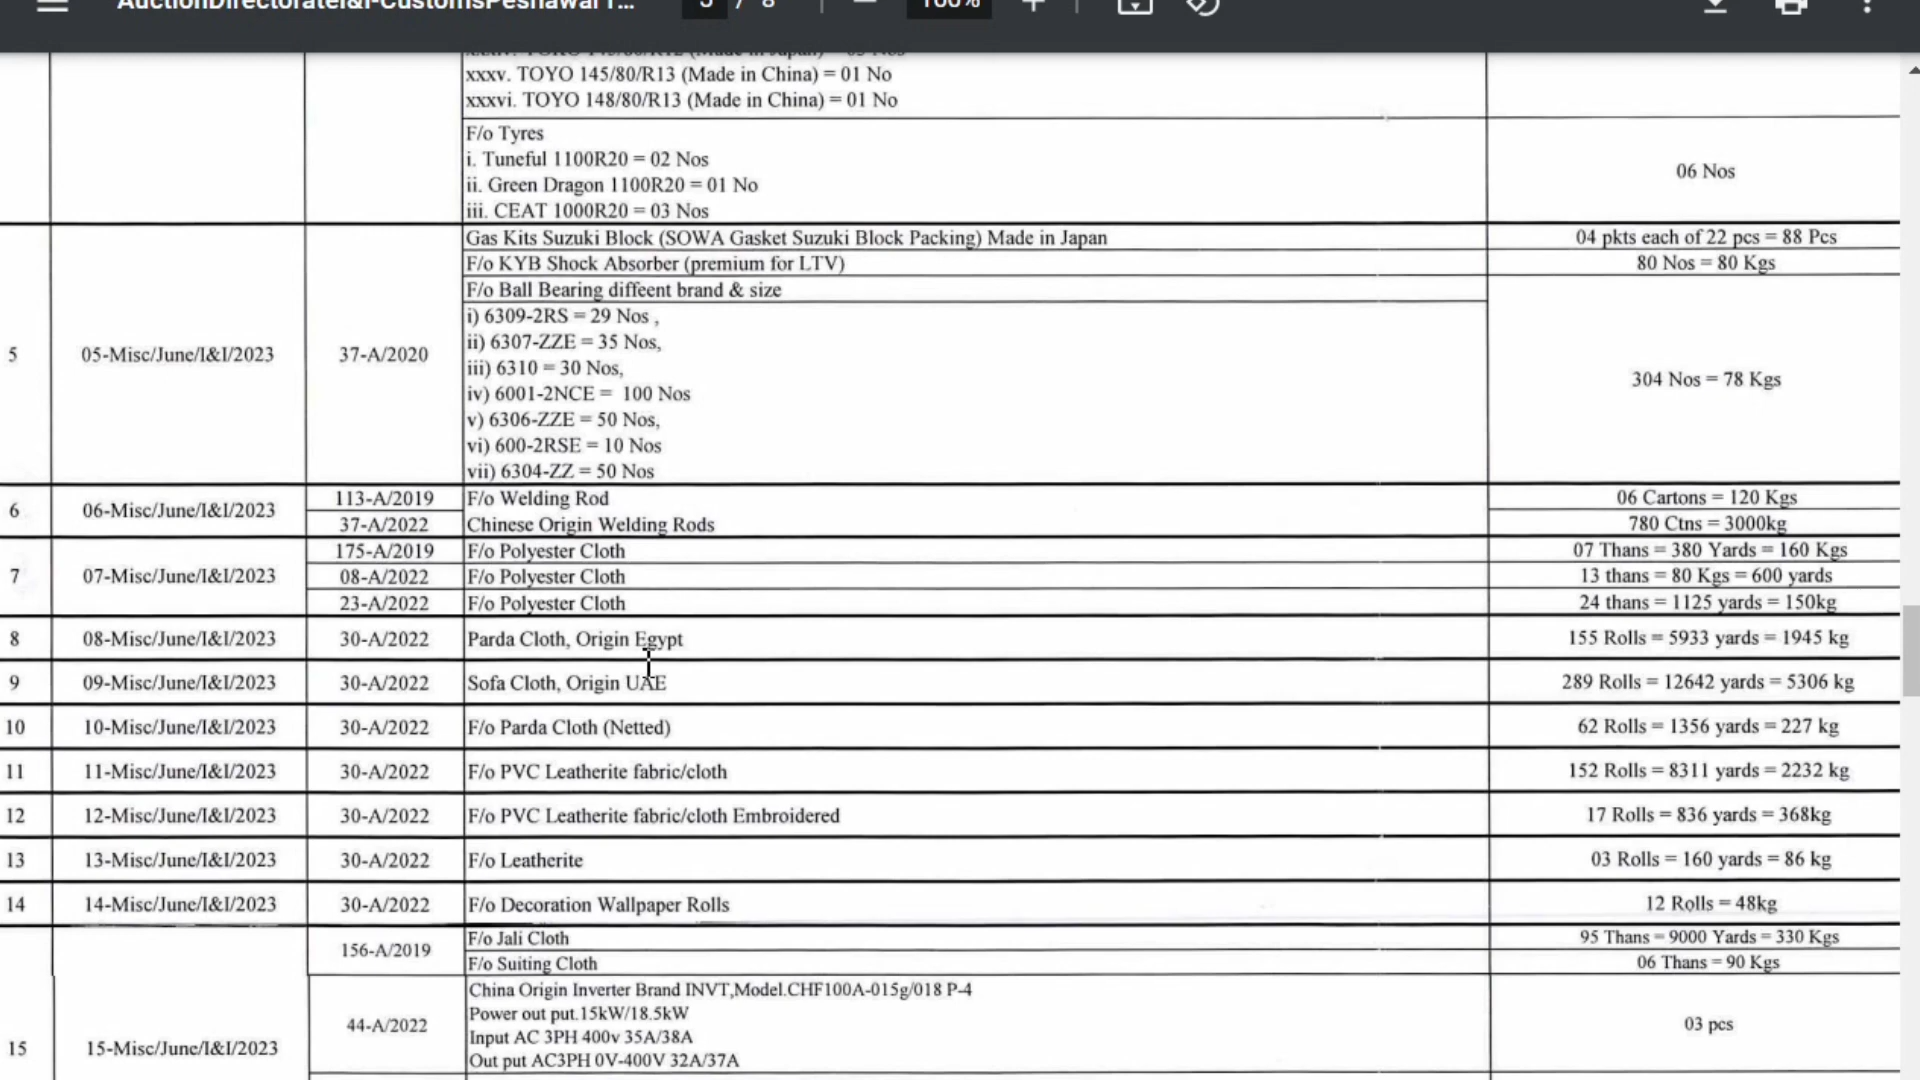 AuctionDirectorateI&I-CustomsPeshawar
5 / 8
100%
xxxiv. TOYO 145/80/R12 (Made in Japan)
xxxv. TOYO 145/80/R13 (Made in China) = 01 No
xxxvi. TOYO 148/80/R13 (Made in China) = 01 No
F/o Tyres
i. Tuneful 1100R20 = 02 Nos
ii. Green Dragon 1100R20 = 01 No
iii. CEAT 1000R20 = 03 Nos
06 Nos
5
05-Misc/June/I&I/2023
37-A/2020
Gas Kits Suzuki Block (SOWA Gasket Suzuki Block Packing) Made in Japan
04 pkts each of 22 pcs = 88 Pcs
F/o KYB Shock Absorber (premium for LTV)
80 Nos = 80 Kgs
F/o Ball Bearing diffeent brand & size
i) 6309-2RS = 29 Nos ,
ii) 6307-ZZE = 35 Nos,
iii) 6310 = 30 Nos,
iv) 6001-2NCE = 100 Nos
v) 6306-ZZE = 50 Nos,
vi) 600-2RSE = 10 Nos
vii) 6304-ZZ = 50 Nos
304 Nos = 78 Kgs
6
06-Misc/June/I&I/2023
113-A/2019
F/o Welding Rod
06 Cartons = 120 Kgs
37-A/2022
Chinese Origin Welding Rods
780 Ctns = 3000kg
7
07-Misc/June/I&I/2023
175-A/2019
F/o Polyester Cloth
07 Thans = 380 Yards = 160 Kgs
08-A/2022
F/o Polyester Cloth
13 thans = 80 Kgs = 600 yards
23-A/2022
F/o Polyester Cloth
24 thans = 1125 yards = 150kg
8
08-Misc/June/I&I/2023
30-A/2022
Parda Cloth, Origin Egypt
155 Rolls = 5933 yards = 1945 kg
9
09-Misc/June/I&I/2023
30-A/2022
Sofa Cloth, Origin UAE
289 Rolls = 12642 yards = 5306 kg
10
10-Misc/June/I&I/2023
30-A/2022
F/o Parda Cloth (Netted)
62 Rolls = 1356 yards = 227 kg
11
11-Misc/June/I&I/2023
30-A/2022
F/o PVC Leatherite fabric/cloth
152 Rolls = 8311 yards = 2232 kg
12
12-Misc/June/I&I/2023
30-A/2022
F/o PVC Leatherite fabric/cloth Embroidered
17 Rolls = 836 yards = 368kg
13
13-Misc/June/I&I/2023
30-A/2022
F/o Leatherite
03 Rolls = 160 yards = 86 kg
14
14-Misc/June/I&I/2023
30-A/2022
F/o Decoration Wallpaper Rolls
12 Rolls = 48kg
15
15-Misc/June/I&I/2023
156-A/2019
F/o Jali Cloth
95 Thans = 9000 Yards = 330 Kgs
F/o Suiting Cloth
06 Thans = 90 Kgs
44-A/2022
China Origin Inverter Brand INVT,Model.CHF100A-015g/018 P-4
Power out put.15kW/18.5kW
Input AC 3PH 400v 35A/38A
Out put AC3PH 0V-400V 32A/37A
03 pcs